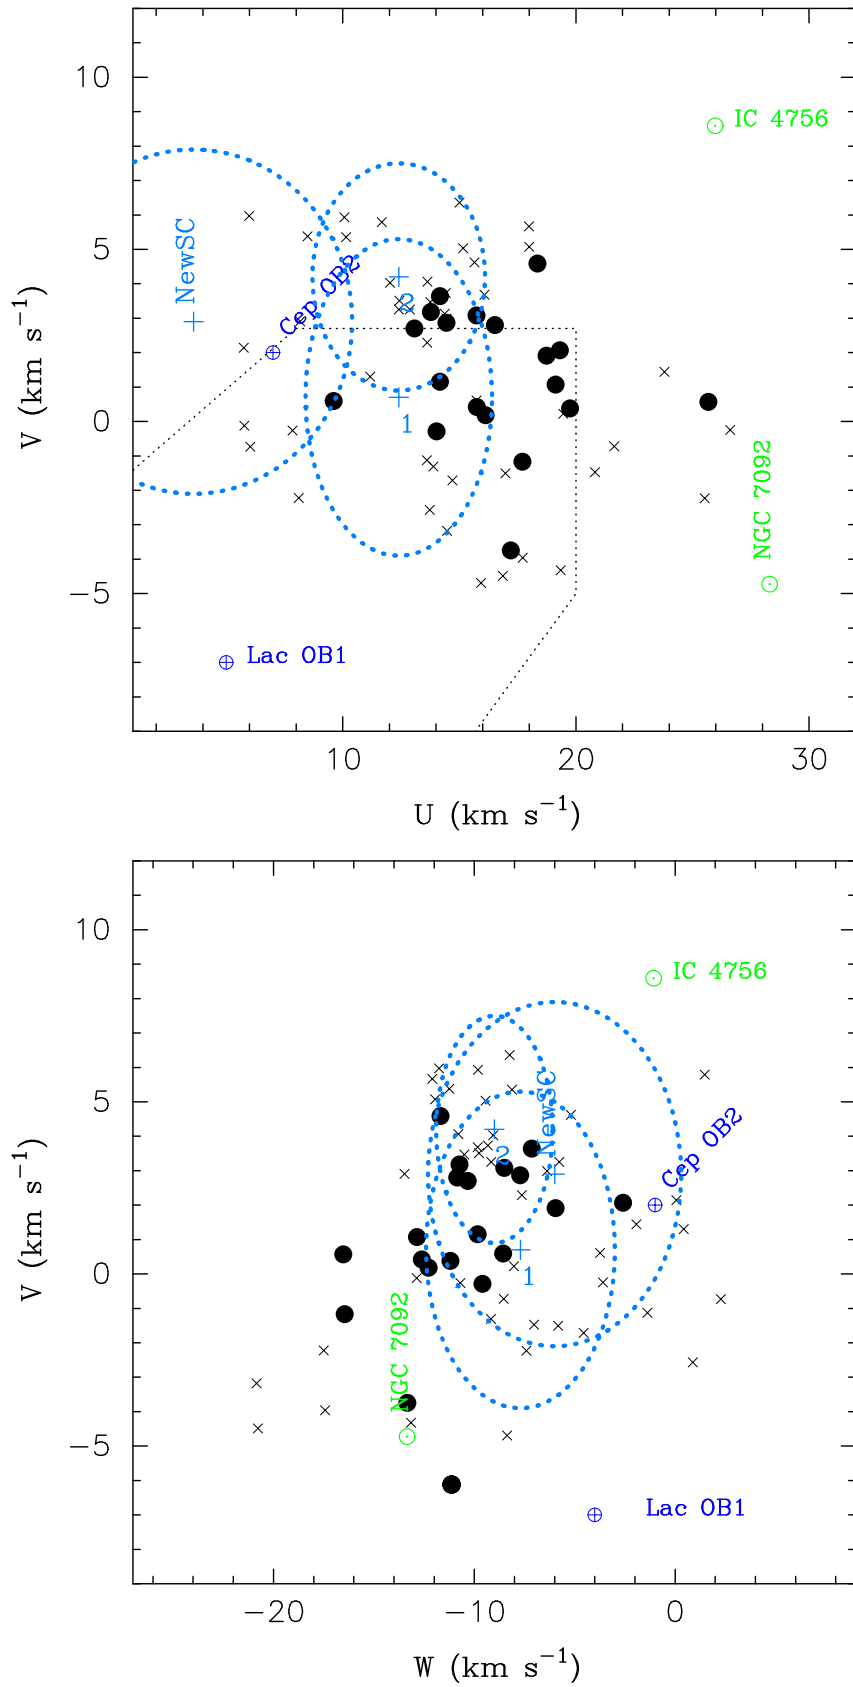 10
5
0
−5
V (km s⁻¹)
IC 4756
NewSC
Cep OB2
2
1
NGC 7092
Lac OB1
10
20
30
U (km s⁻¹)
10
5
0
−5
V (km s⁻¹)
IC 4756
NewSC
Cep OB2
2
1
NGC 7092
Lac OB1
−20
−10
0
W (km s⁻¹)